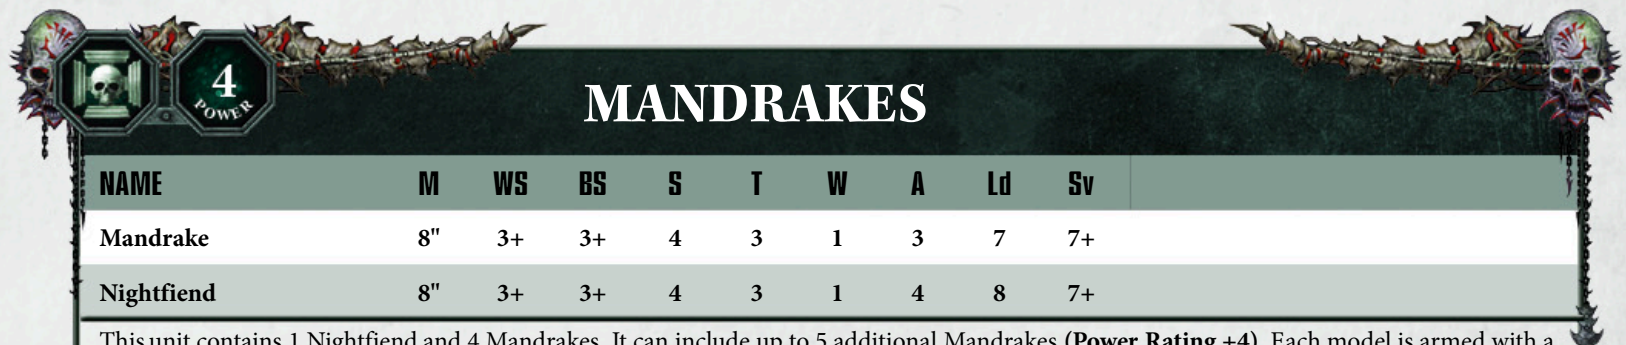 4
POWER
MANDRAKES
NAME M WS BS S T W A Ld Sv
Mandrake 8" 3+ 3+ 4 3 1 3 7 7+
Nightfiend 8" 3+ 3+ 4 3 1 4 8 7+
This unit contains 1 Nightfiend and 4 Mandrakes. It can include up to 5 additional Mandrakes (Power Rating +4). Each model is armed with a